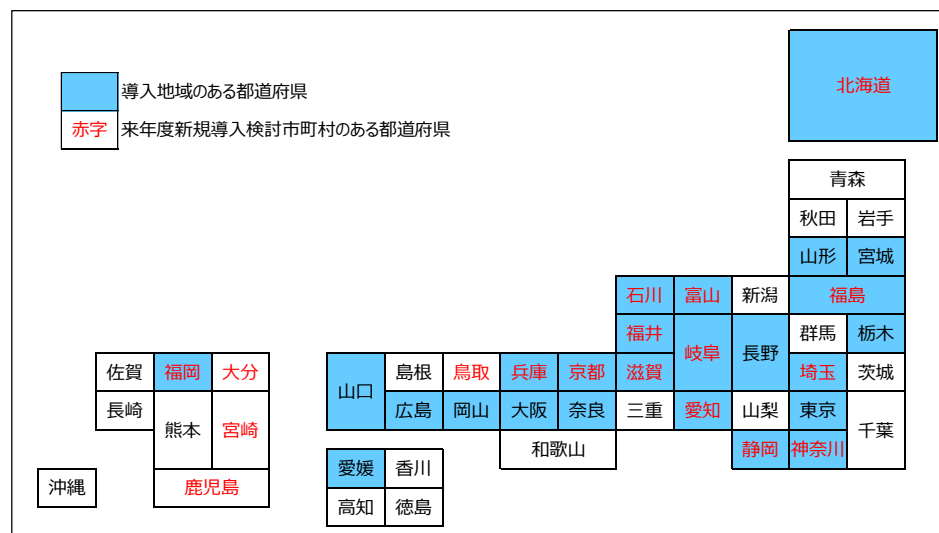 北海道
導入地域のある都道府県
赤字 来年度新規導入検討市町村のある都道府県
青森
秋田 岩手
山形 宮城
石川 富山 新潟 福島
福井 岐阜 長野 群馬 栃木
佐賀 福岡 大分 山口 島根 鳥取 兵庫 京都 滋賀 埼玉 茨城
長崎 熊本 宮崎 広島 岡山 大阪 奈良 三重 愛知 山梨 東京 千葉
和歌山 静岡 神奈川
愛媛 香川
沖縄 鹿児島 高知 徳島